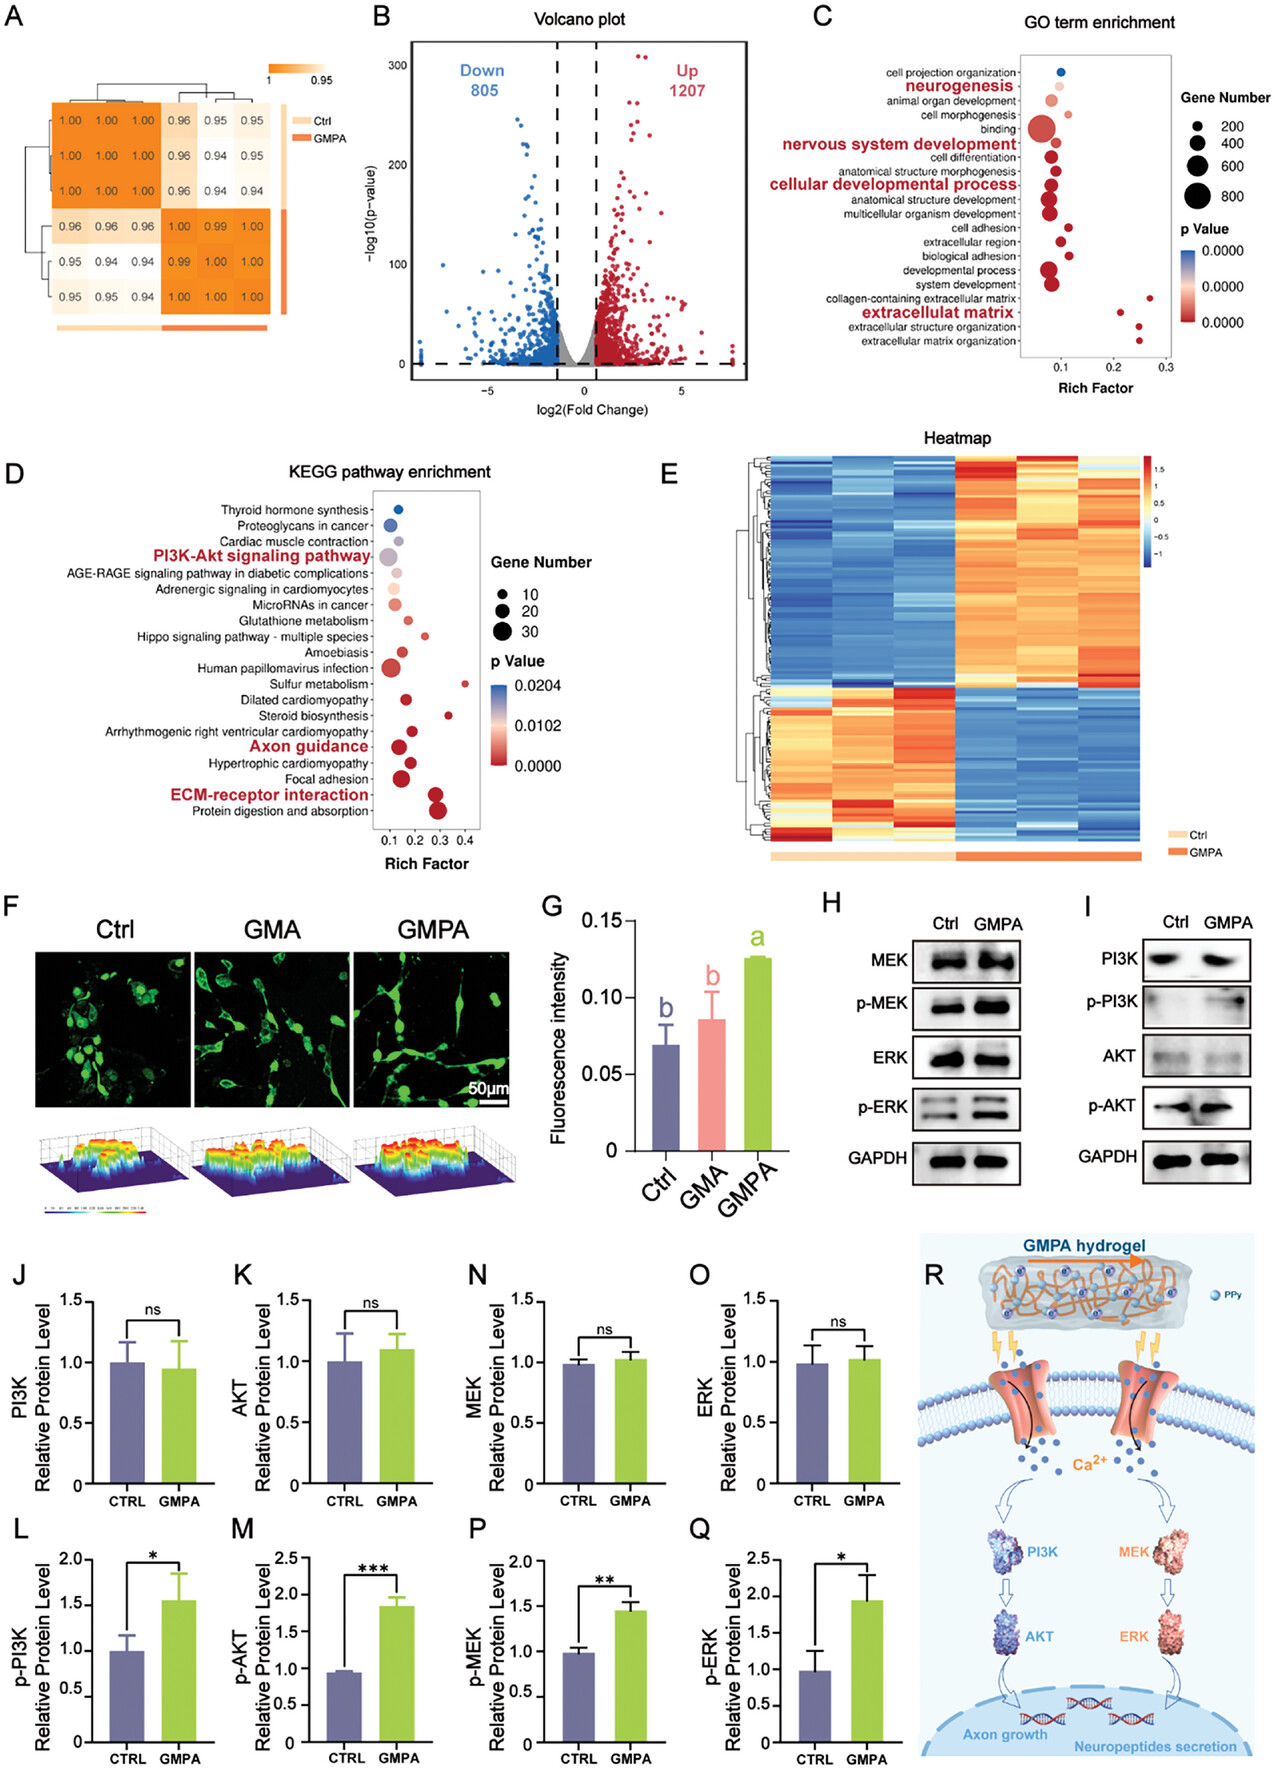 A
1
0.95
1.00 1.00 1.00 0.96 0.95 0.95
1.00 1.00 1.00 0.96 0.94 0.95
1.00 1.00 1.00 0.96 0.94 0.94
0.96 0.96 0.96 1.00 0.99 1.00
0.95 0.94 0.94 0.99 1.00 1.00
0.95 0.95 0.94 1.00 1.00 1.00
Ctrl
GMPA
B
Volcano plot
Down
805
Up
1207
−log10(p−value)
300
200
100
0
−5 0 5
log2(Fold Change)
C
GO term enrichment
cell projection organization
neurogenesis
animal organ development
cell morphogenesis
binding
nervous system development
cell differentiation
anatomical structure morphogenesis
cellular developmental process
anatomical structure development
multicellular organism development
cell adhesion
extracellular region
biological adhesion
developmental process
system development
collagen-containing extracellular matrix
extracellulat matrix
extracellular structure organization
extracellular matrix organization
0.1 0.2 0.3
Rich Factor
Gene Number
200
400
600
800
p Value
0.0000
0.0000
0.0000
D
KEGG pathway enrichment
Thyroid hormone synthesis
Proteoglycans in cancer
Cardiac muscle contraction
PI3K-Akt signaling pathway
AGE-RAGE signaling pathway in diabetic complications
Adrenergic signaling in cardiomyocytes
MicroRNAs in cancer
Glutathione metabolism
Hippo signaling pathway - multiple species
Amoebiasis
Human papillomavirus infection
Sulfur metabolism
Dilated cardiomyopathy
Steroid biosynthesis
Arrhythmogenic right ventricular cardiomyopathy
Axon guidance
Hypertrophic cardiomyopathy
Focal adhesion
ECM-receptor interaction
Protein digestion and absorption
0.1 0.2 0.3 0.4
Rich Factor
Gene Number
10
20
30
p Value
0.0204
0.0102
0.0000
E
Heatmap
1.5
1
0.5
0
−0.5
−1
Ctrl
GMPA
F
Ctrl GMA GMPA
50μm
G
Fluorescence intensity
0.15
0.10
0.05
0
b
b
a
Ctrl
GMA
GMPA
H
Ctrl GMPA
MEK
p-MEK
ERK
p-ERK
GAPDH
I
Ctrl GMPA
PI3K
p-PI3K
AKT
p-AKT
GAPDH
J
PI3K
Relative Protein Level
1.5
1.0
0.5
0
ns
CTRL GMPA
K
AKT
Relative Protein Level
1.5
1.0
0.5
0
ns
CTRL GMPA
N
MEK
Relative Protein Level
1.5
1.0
0.5
0
ns
CTRL GMPA
O
ERK
Relative Protein Level
1.5
1.0
0.5
0
ns
CTRL GMPA
L
p-PI3K
Relative Protein Level
2.0
1.5
1.0
0.5
0
*
CTRL GMPA
M
p-AKT
Relative Protein Level
2.5
2.0
1.5
1.0
0.5
0
***
CTRL GMPA
P
p-MEK
Relative Protein Level
2.0
1.5
1.0
0.5
0
**
CTRL GMPA
Q
p-ERK
Relative Protein Level
2.5
2.0
1.5
1.0
0.5
0
*
CTRL GMPA
R
GMPA hydrogel
PPy
Ca2+
PI3K
MEK
AKT
ERK
Axon growth
Neuropeptides secretion